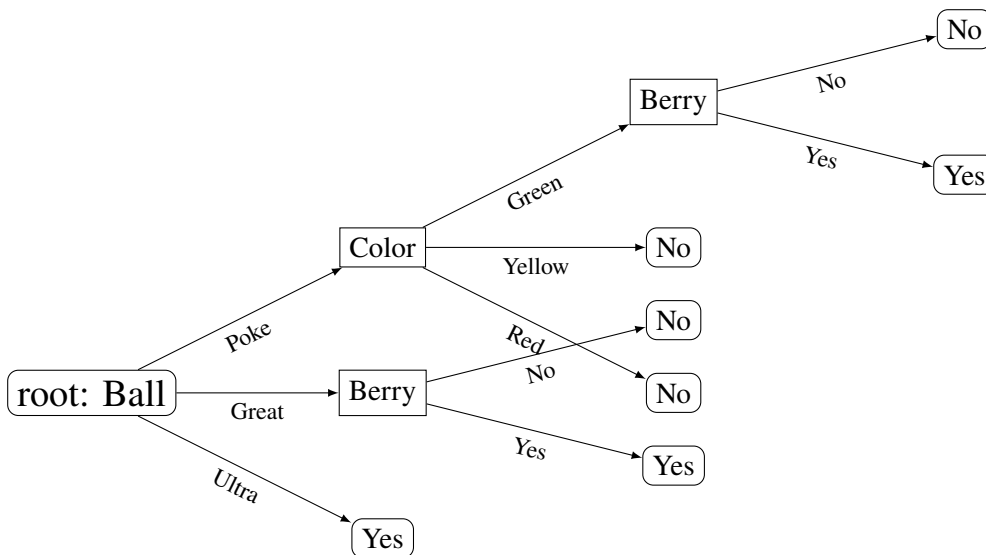 No
No
Berry
Yes
Yes
Green
Color
Yellow
No
Poke
No
Red
No
root: Ball
Great
Berry
No
Yes
Yes
Ultra
Yes